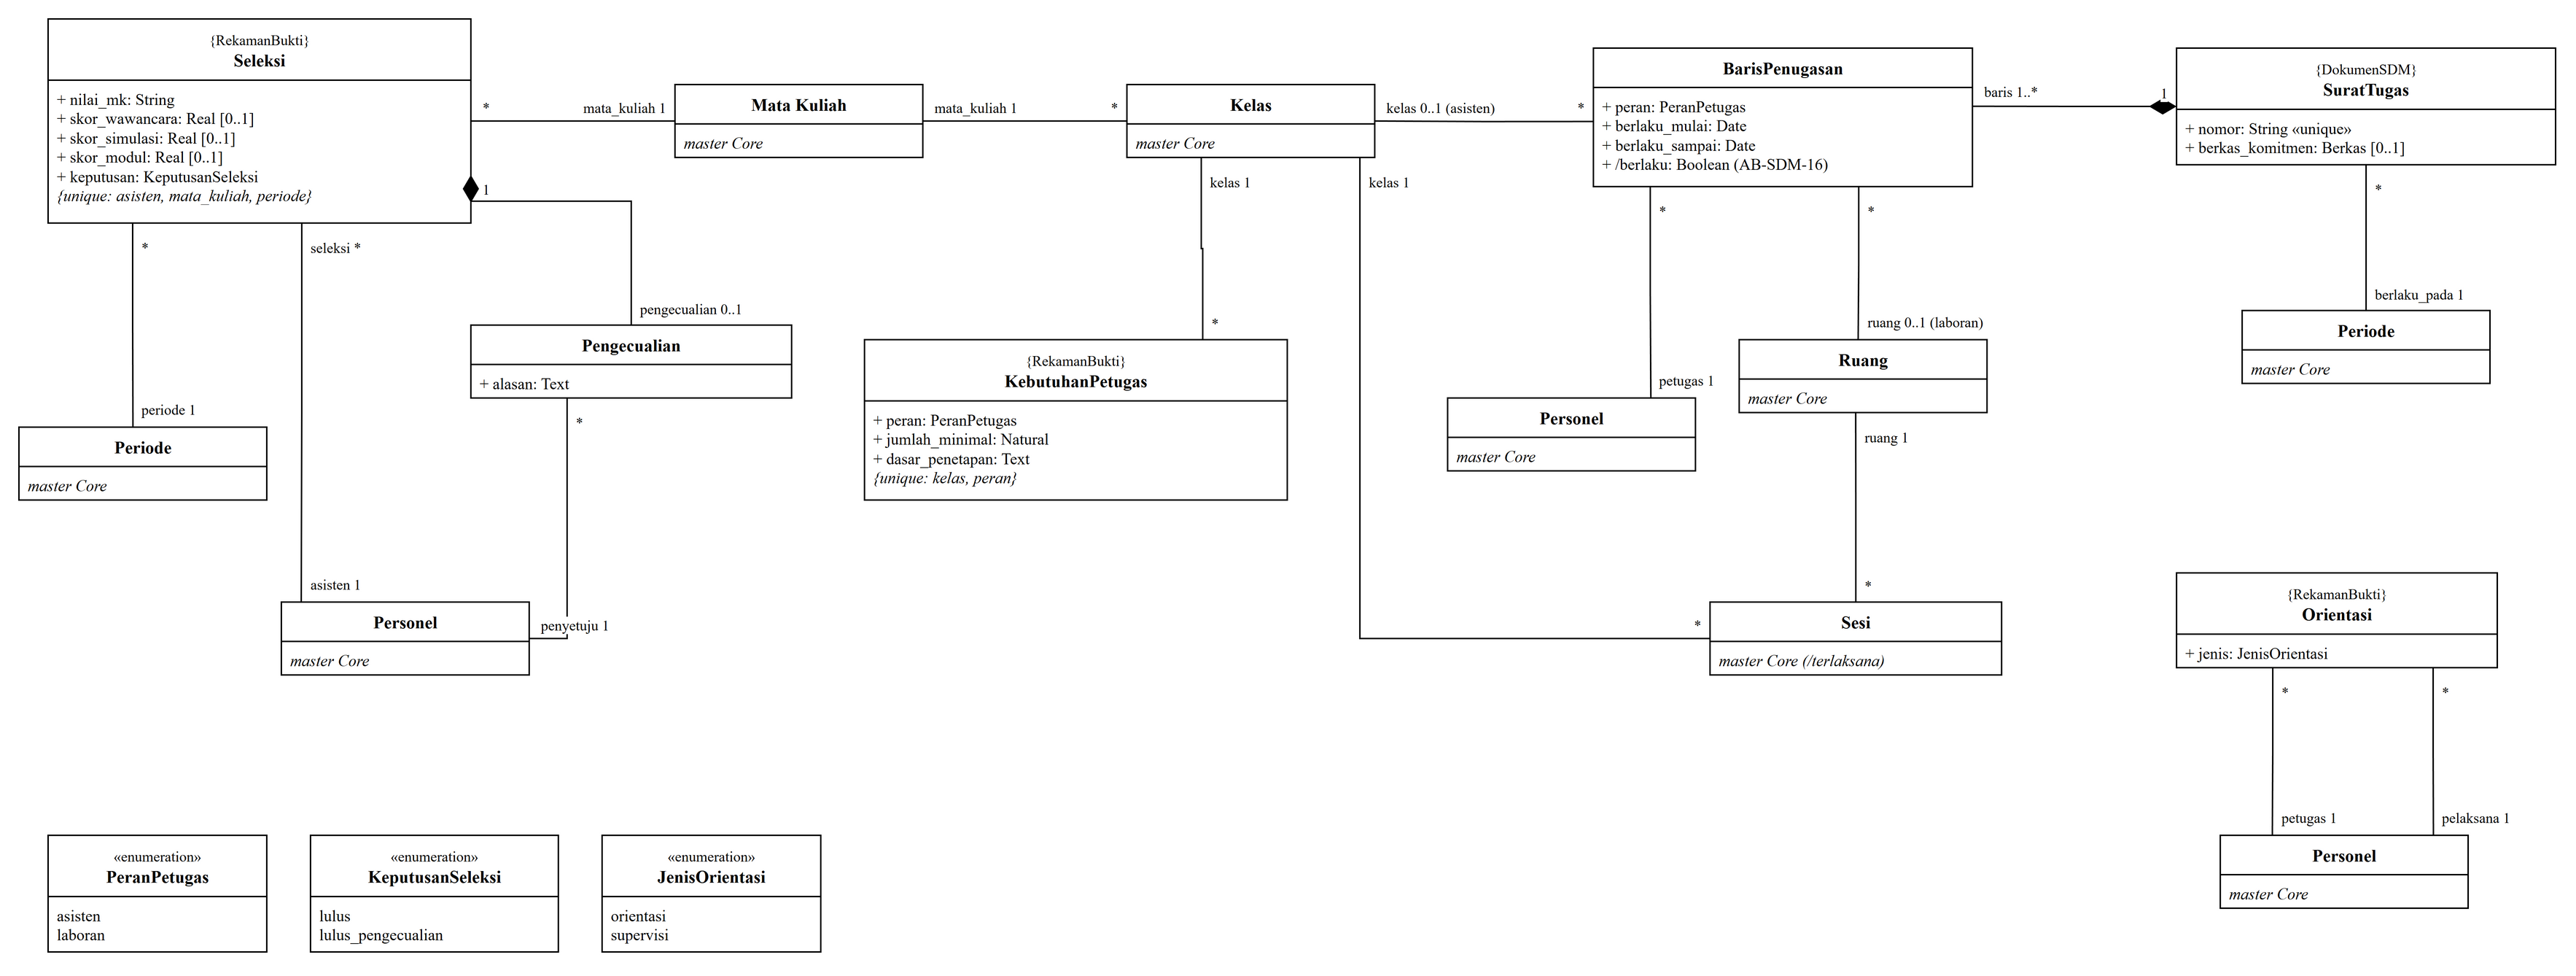 {RekamanBukti}
Seleksi
+ nilai_mk: String
+ skor_wawancara: Real [0..1]
+ skor_simulasi: Real [0..1]
+ skor_modul: Real [0..1]
+ keputusan: KeputusanSeleksi
{unique: asisten, mata_kuliah, periode}
*
mata_kuliah 1
Mata Kuliah
master Core
mata_kuliah 1
*
Kelas
master Core
kelas 0..1 (asisten)
*
BarisPenugasan
+ peran: PeranPetugas
+ berlaku_mulai: Date
+ berlaku_sampai: Date
+ /berlaku: Boolean (AB-SDM-16)
baris 1..*
1
{DokumenSDM}
SuratTugas
+ nomor: String «unique»
+ berkas_komitmen: Berkas [0..1]
1
kelas 1
kelas 1
*
*
*
*
seleksi *
pengecualian 0..1
Pengecualian
+ alasan: Text
*
*
{RekamanBukti}
KebutuhanPetugas
+ peran: PeranPetugas
+ jumlah_minimal: Natural
+ dasar_penetapan: Text
{unique: kelas, peran}
petugas 1
Personel
master Core
ruang 0..1 (laboran)
Ruang
master Core
ruang 1
berlaku_pada 1
Periode
master Core
periode 1
Periode
master Core
asisten 1
Personel
master Core
penyetuju 1
*
*
Sesi
master Core (/terlaksana)
{RekamanBukti}
Orientasi
+ jenis: JenisOrientasi
*
*
petugas 1
pelaksana 1
Personel
master Core
«enumeration»
PeranPetugas
asisten
laboran
«enumeration»
KeputusanSeleksi
lulus
lulus_pengecualian
«enumeration»
JenisOrientasi
orientasi
supervisi